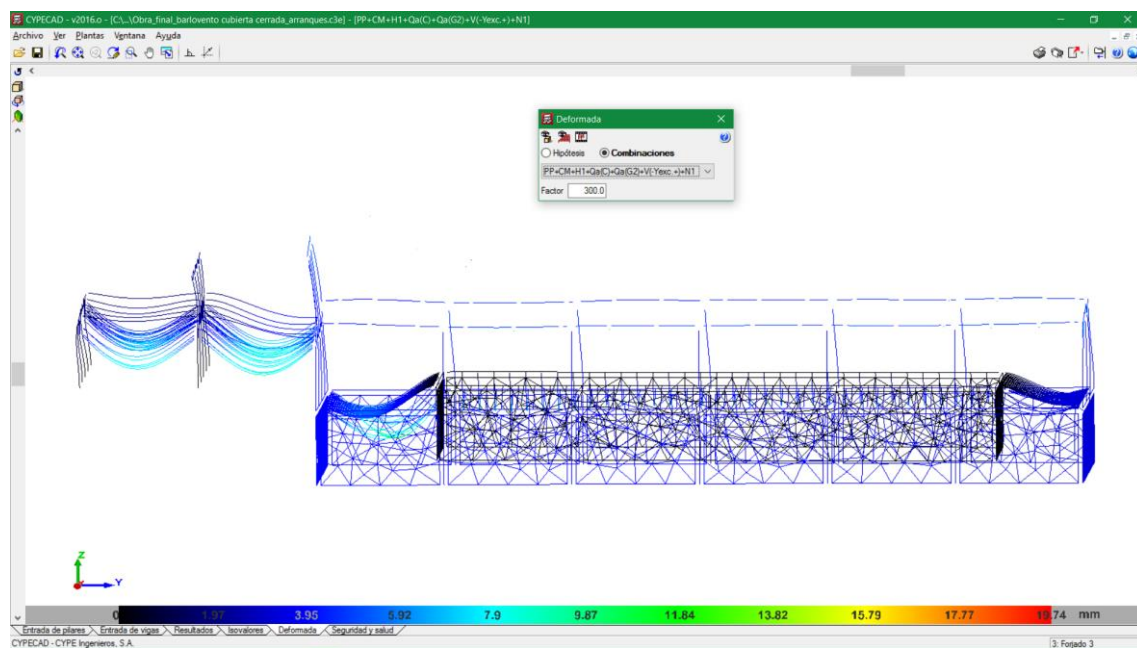 CYPECAD - v2016.o - [C:\...\Obra_final_barlovento cubierta cerrada_arranques.c3e] - [PP+CM+H1+Qa(C)+Qa(G2)+V(-Yexc.+)+N1]
Archivo Ver Plantas Ventana Ayuda
Deformada
Hipótesis Combinaciones
PP+CM+H1+Qa(C)+Qa(G2)+V(-Yexc.+)+N1
Factor 300.0
Z
Y
0 1.97 3.95 5.92 7.9 9.87 11.84 13.82 15.79 17.77 19.74 mm
Entrada de pilares Entrada de vigas Resultados Isovalores Deformada Seguridad y salud
CYPECAD - CYPE Ingenieros, S.A. 3: Forjado 3